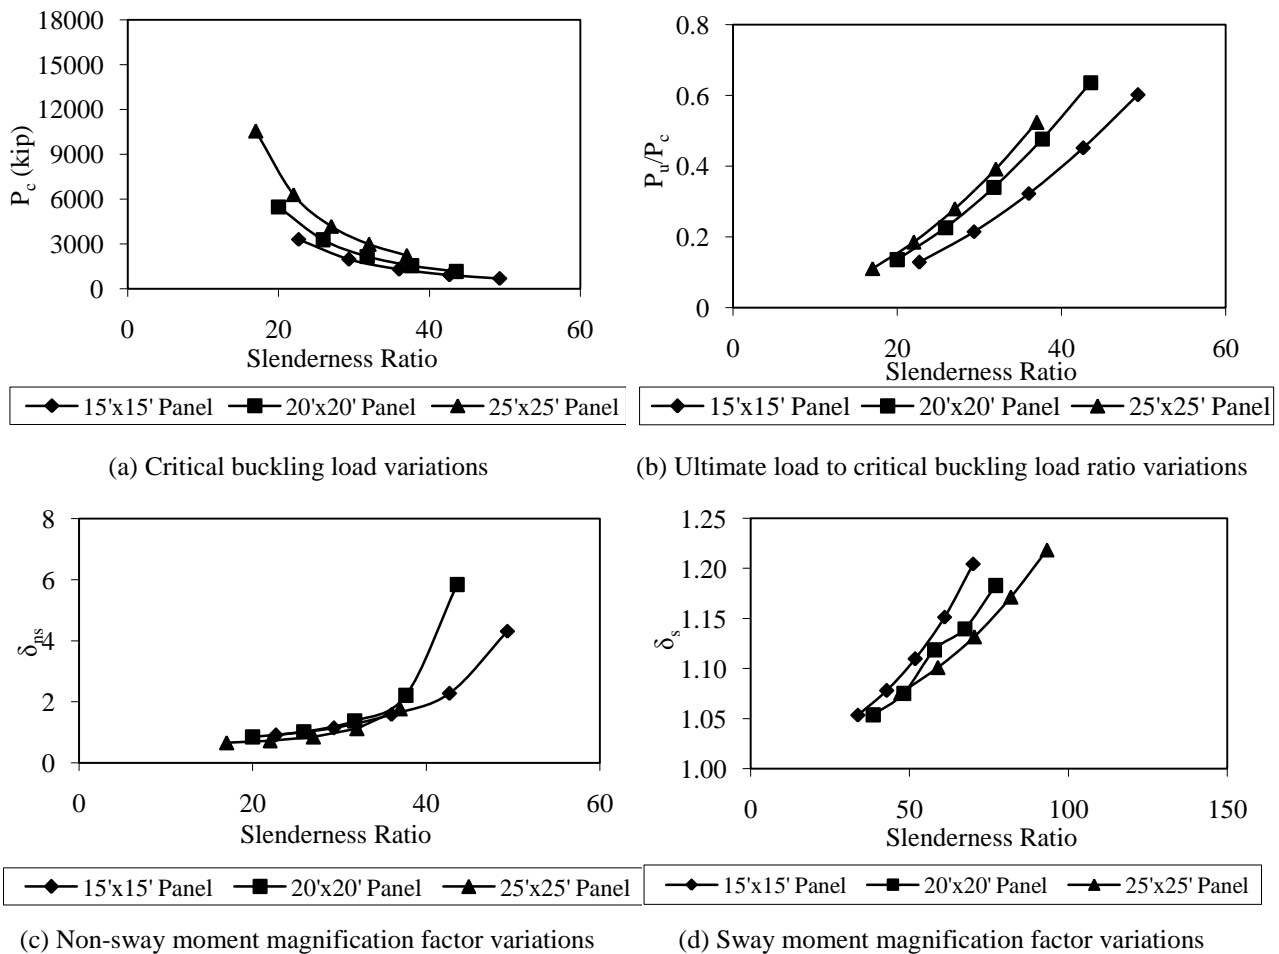 18000
15000
12000
9000
6000
3000
0
P_c (kip)
0 20 40 60
Slenderness Ratio
15'x15' Panel 20'x20' Panel 25'x25' Panel
(a) Critical buckling load variations
0.8
0.6
0.4
0.2
0
P_u/P_c
0 20 40 60
Slenderness Ratio
15'x15' Panel 20'x20' Panel 25'x25' Panel
(b) Ultimate load to critical buckling load ratio variations
8
6
4
2
0
δ_ns
0 20 40 60
Slenderness Ratio
15'x15' Panel 20'x20' Panel 25'x25' Panel
(c) Non-sway moment magnification factor variations
1.25
1.20
1.15
1.10
1.05
1.00
δ_s
0 50 100 150
Slenderness Ratio
15'x15' Panel 20'x20' Panel 25'x25' Panel
(d) Sway moment magnification factor variations